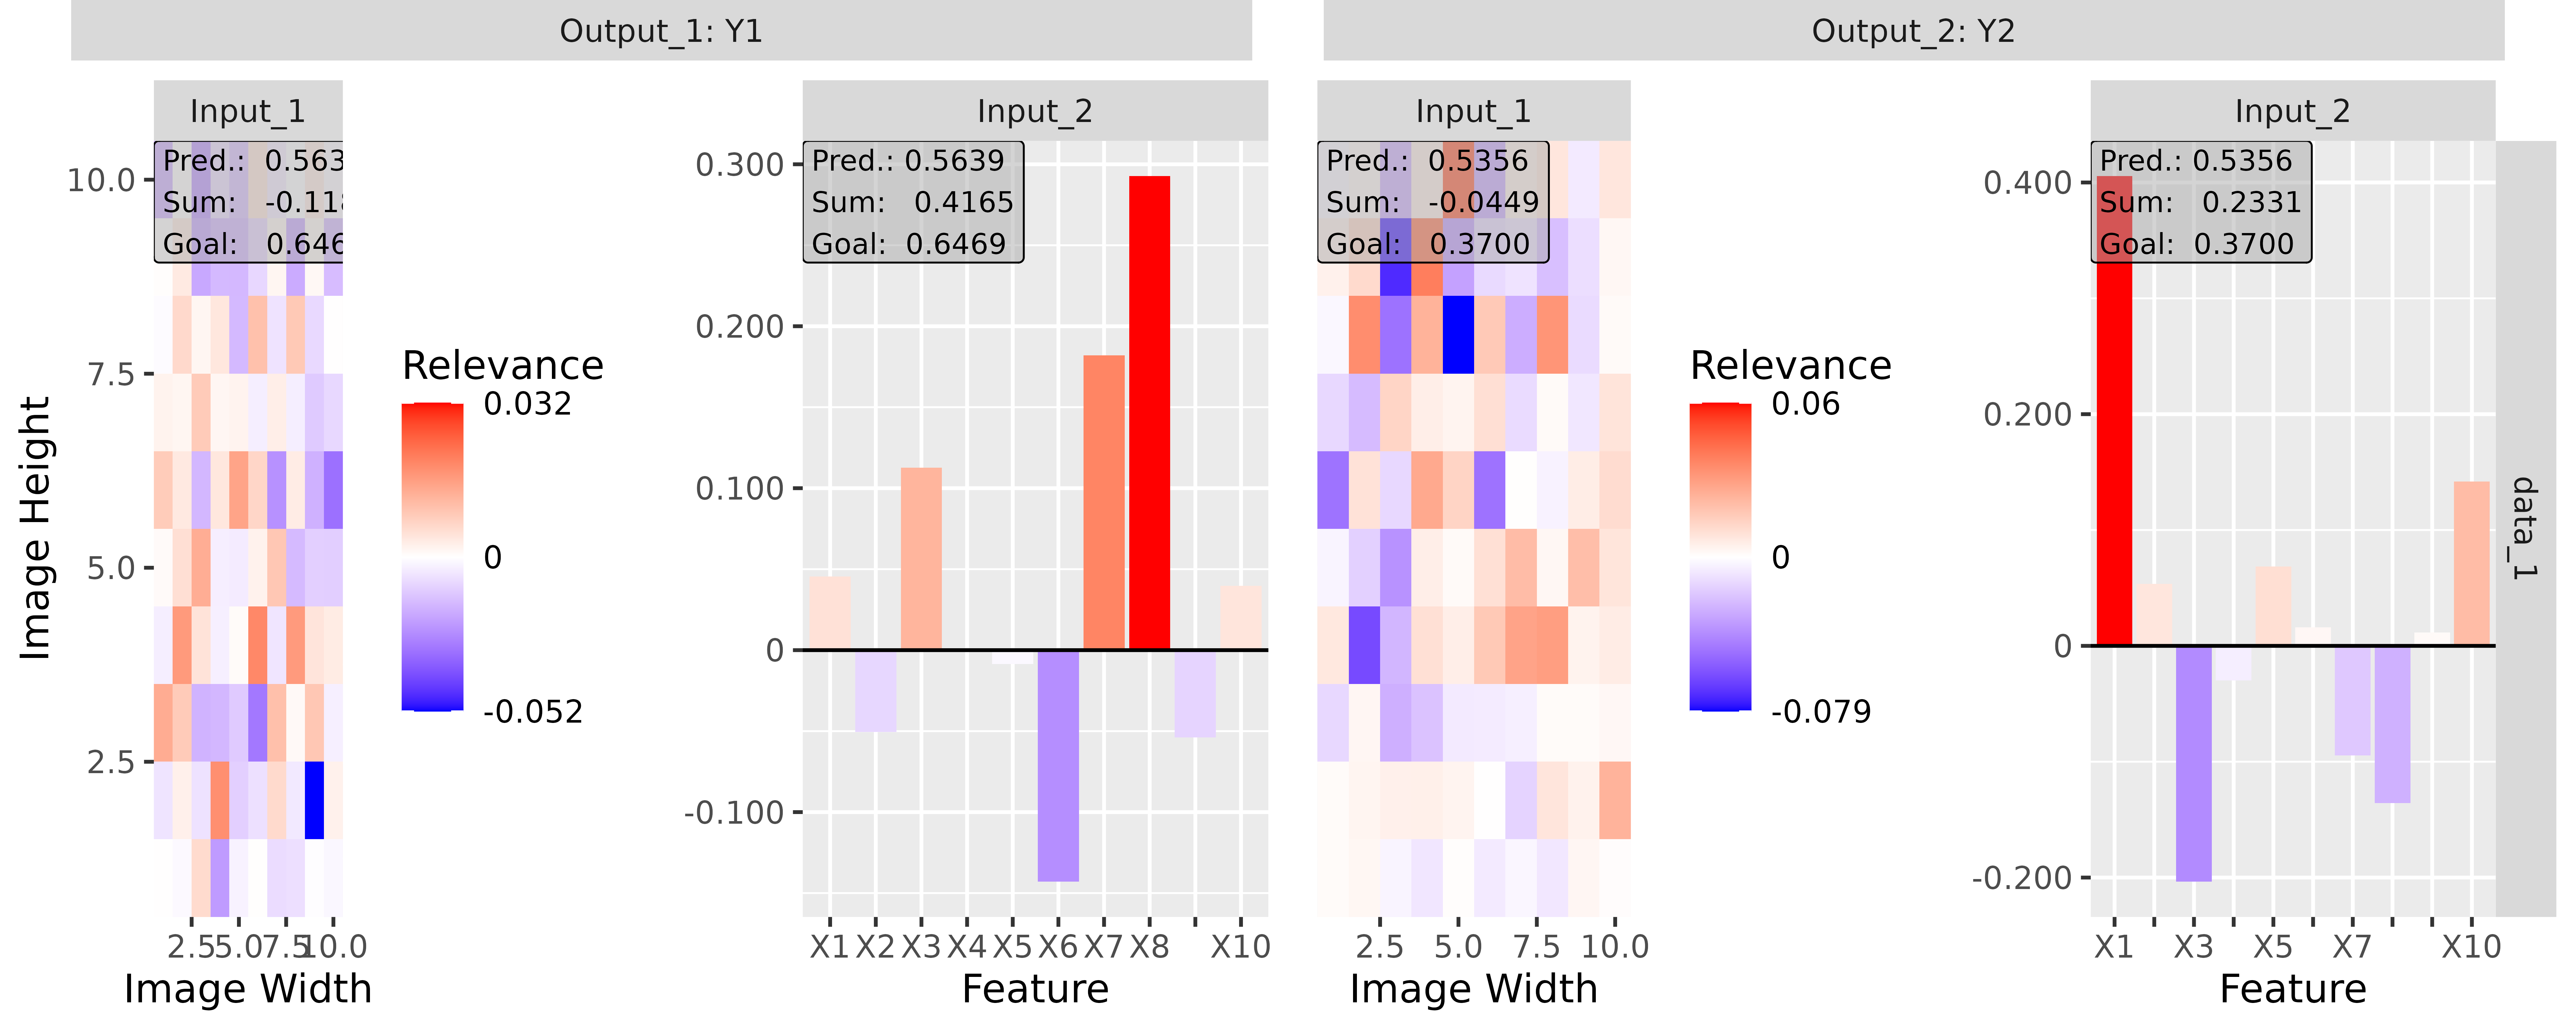 Output_1: Y1
Output_2: Y2
Input_1
Input_2
Input_1
Input_2
Pred.: 0.563
Sum: -0.118
Goal: 0.646
Pred.: 0.5639
Sum: 0.4165
Goal: 0.6469
Pred.: 0.5356
Sum: -0.0449
Goal: 0.3700
Pred.: 0.5356
Sum: 0.2331
Goal: 0.3700
Image Height
10.0
7.5
5.0
2.5
2.5 5.0 7.5 10.0
Image Width
Relevance
0.032
0
-0.052
0.300
0.200
0.100
0
-0.100
X1 X2 X3 X4 X5 X6 X7 X8 X10
Feature
2.5 5.0 7.5 10.0
Image Width
Relevance
0.06
0
-0.079
0.400
0.200
0
-0.200
X1 X3 X5 X7 X10
Feature
data_1